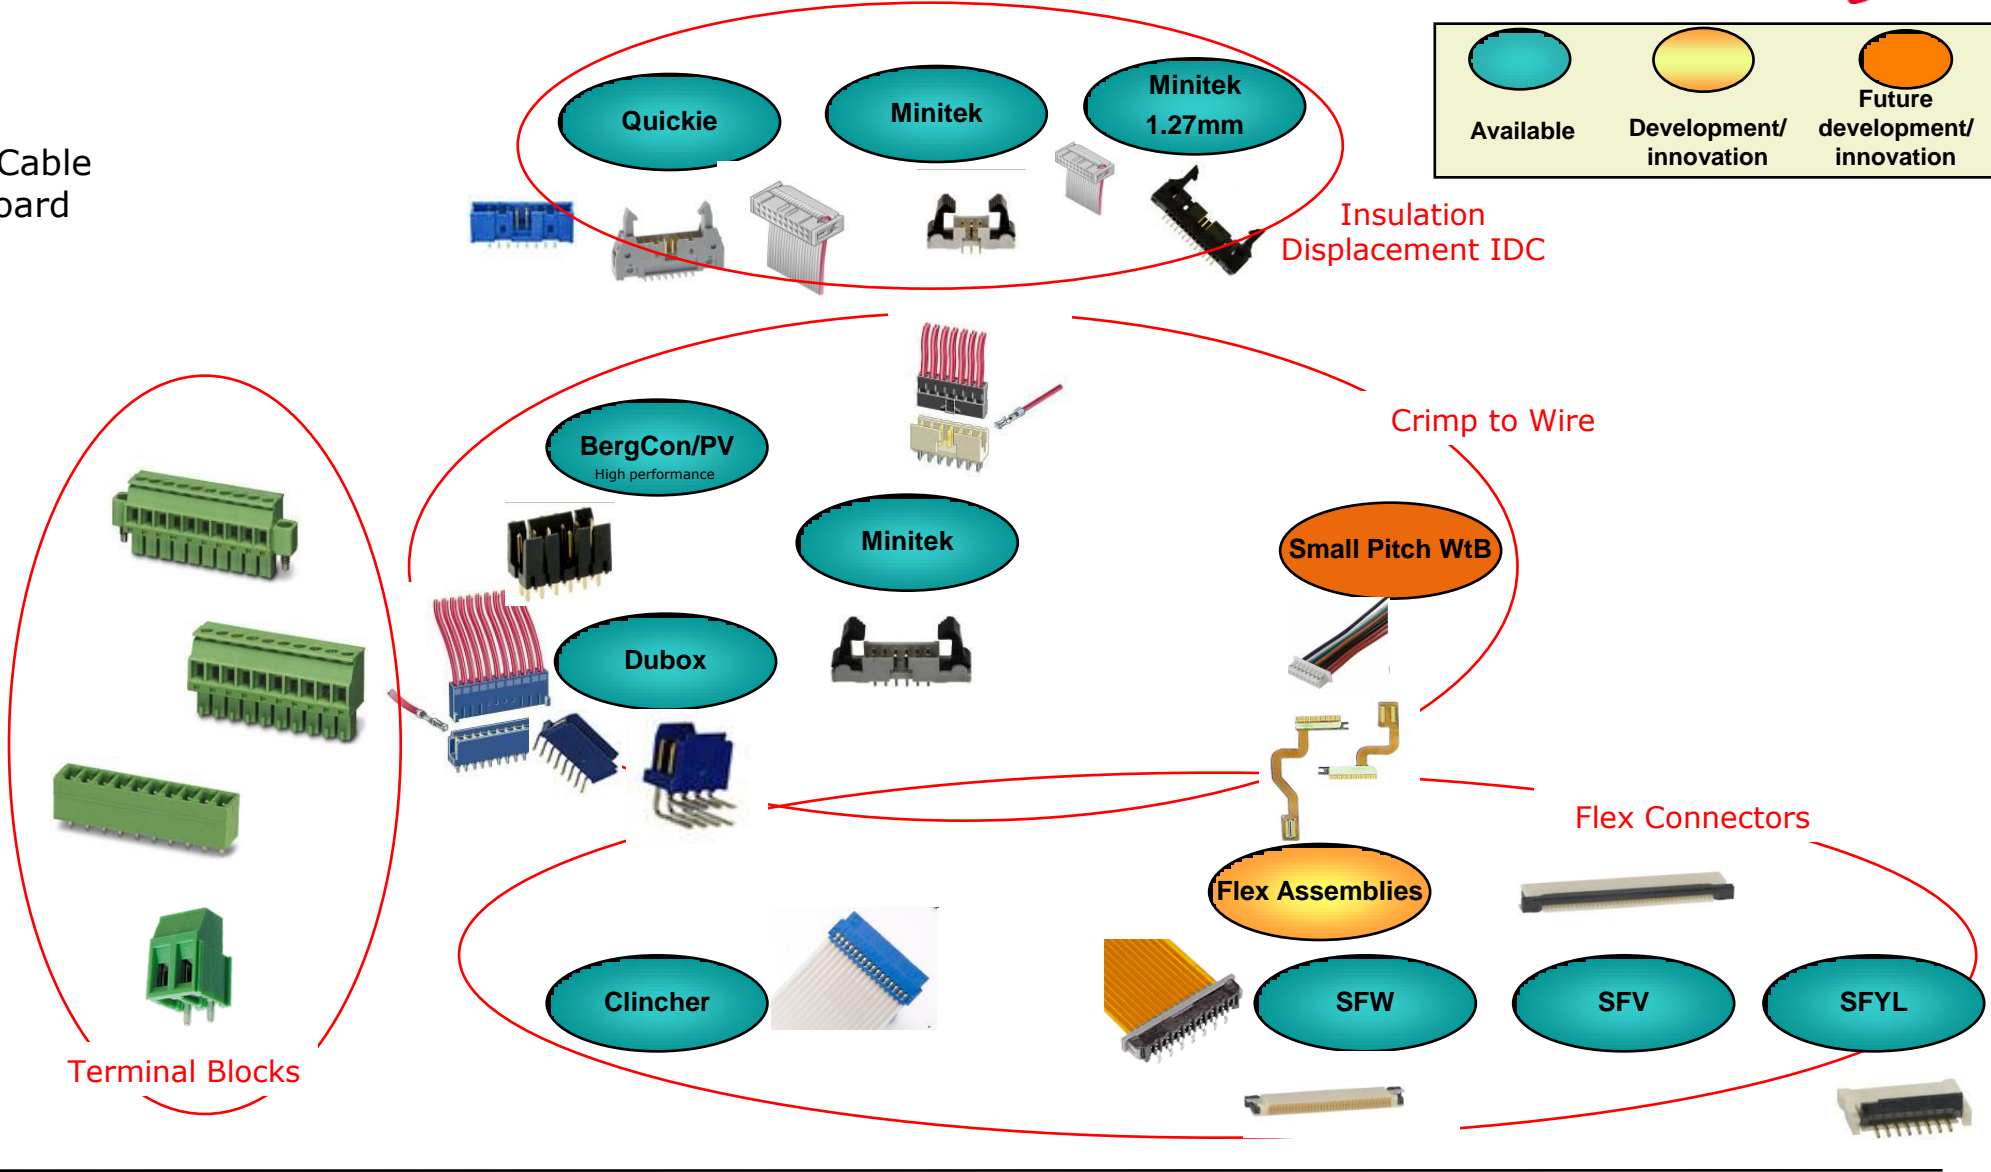 Cable
oard
Quickie
Minitek
Minitek
1.27mm
Available
Development/
innovation
Future
development/
innovation
Insulation
Displacement IDC
Crimp to Wire
BergCon/PV
High performance
Minitek
Small Pitch WtB
Dubox
Flex Connectors
Flex Assemblies
Clincher
SFW
SFV
SFYL
Terminal Blocks